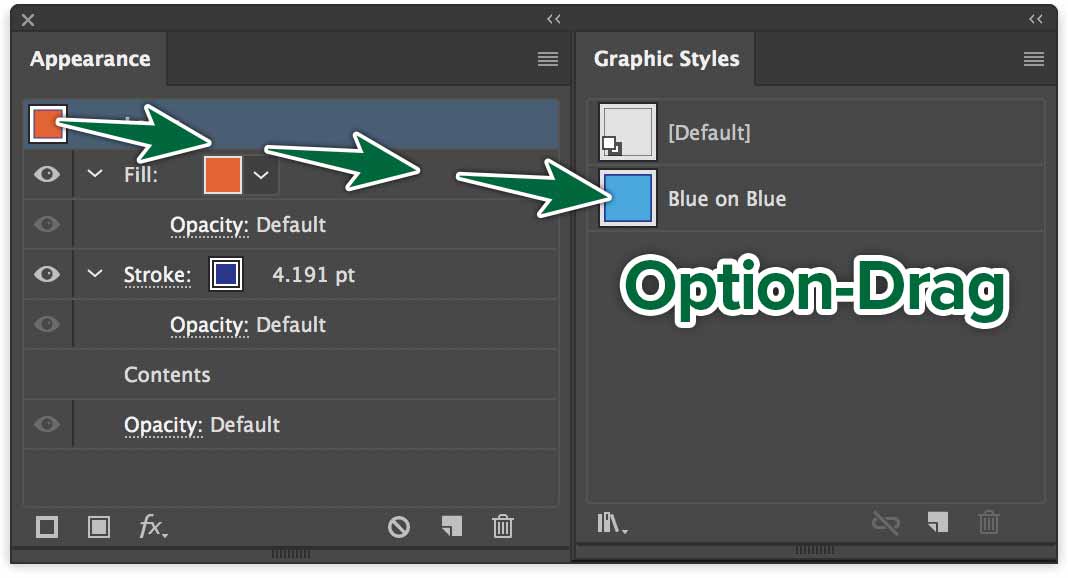 Appearance
Fill:
Opacity: Default
Stroke: 4.191 pt
Opacity: Default
Contents
Opacity: Default
fx
Graphic Styles
[Default]
Blue on Blue
Option-Drag